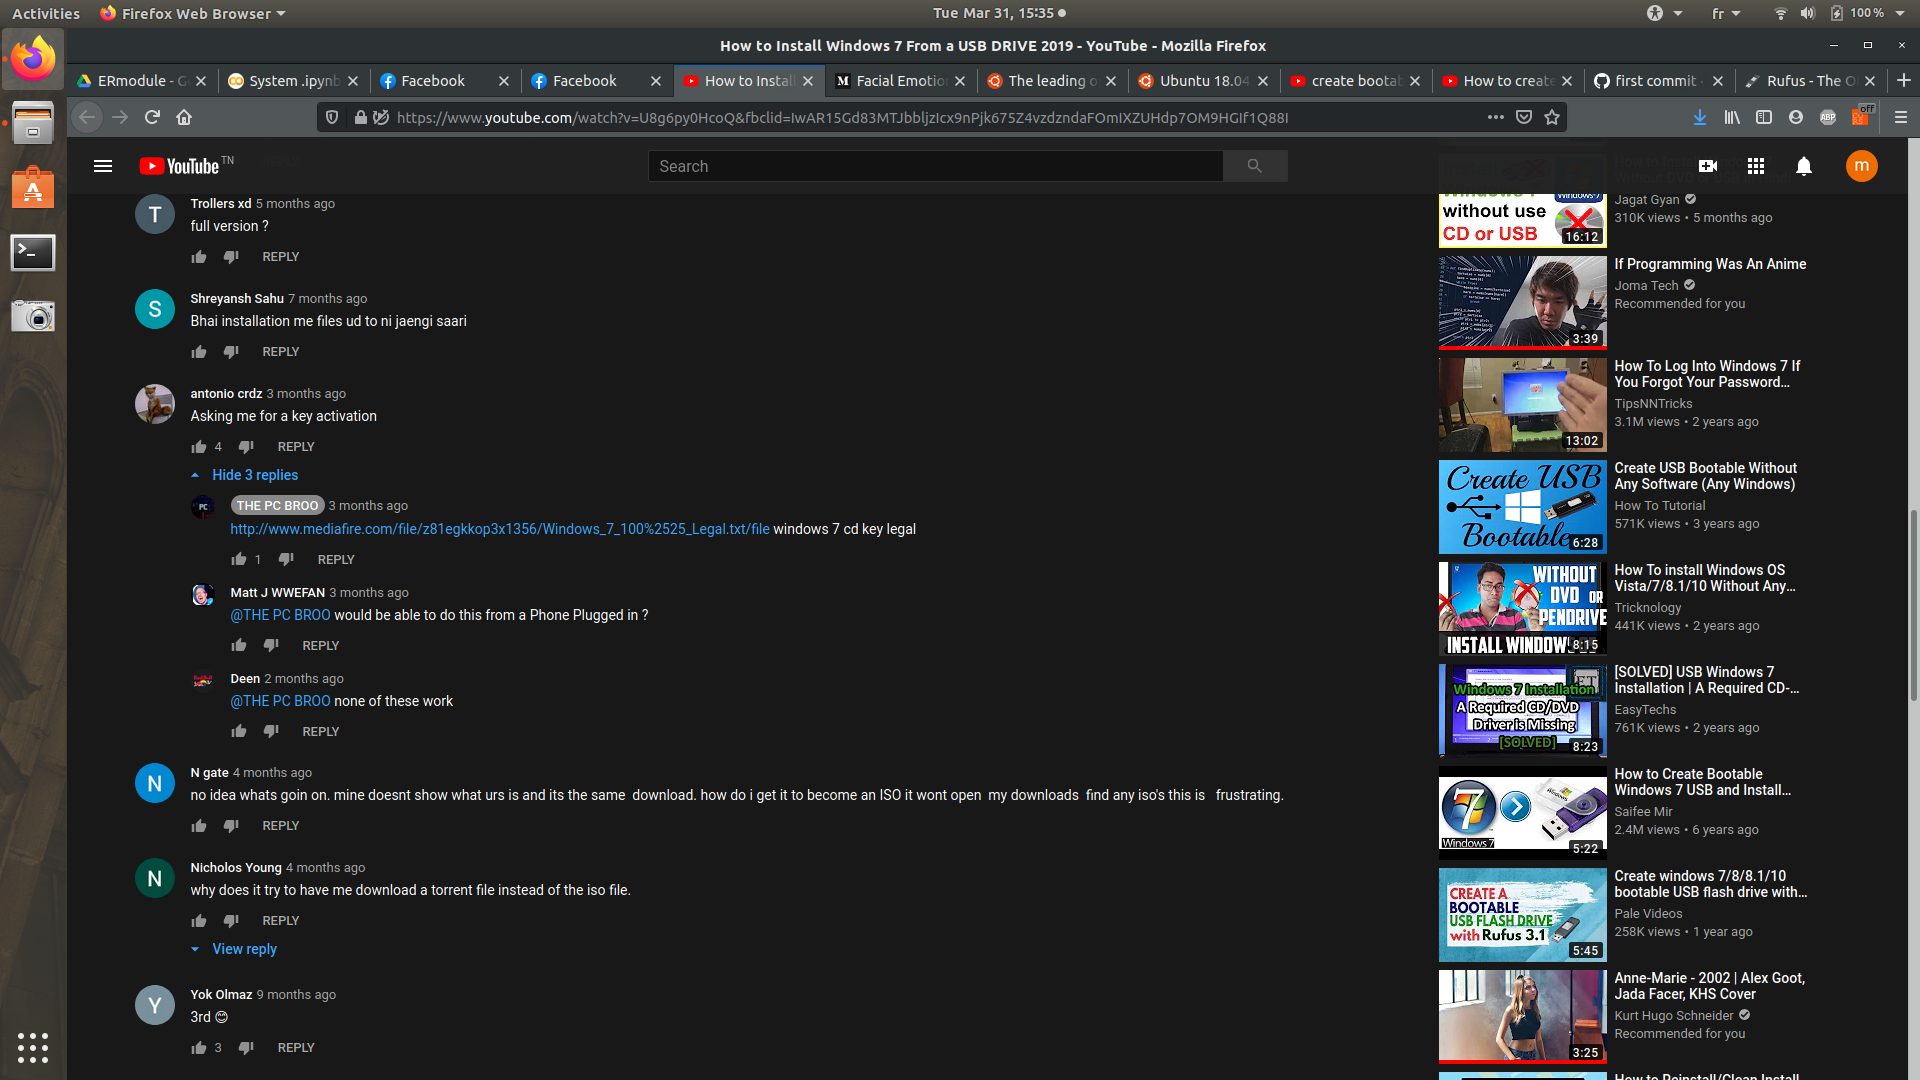 Activities
Firefox Web Browser
Tue Mar 31, 15:35
fr
100 %
How to Install Windows 7 From a USB DRIVE 2019 - YouTube - Mozilla Firefox
ERmodule - G
System .ipynb
Facebook
Facebook
How to Install
Facial Emotio
The leading o
Ubuntu 18.04
create bootab
How to create
first commit
Rufus - The O
https://www.youtube.com/watch?v=U8g6py0HcoQ&fbclid=IwAR15Gd83MTJbbljzIcx9nPjk675Z4vzdzndaFOmIXZUHdp7OM9HGIf1Q88I
ABP
off
YouTube TN
Search
m
T
Trollers xd 5 months ago
full version ?
REPLY
S
Shreyansh Sahu 7 months ago
Bhai installation me files ud to ni jaengi saari
REPLY
antonio crdz 3 months ago
Asking me for a key activation
4 REPLY
Hide 3 replies
PC
THE PC BROO 3 months ago
http://www.mediafire.com/file/z81egkkop3x1356/Windows_7_100%2525_Legal.txt/file windows 7 cd key legal
1 REPLY
Matt J WWEFAN 3 months ago
@THE PC BROO would be able to do this from a Phone Plugged in ?
REPLY
Deen 2 months ago
@THE PC BROO none of these work
REPLY
N
N gate 4 months ago
no idea whats goin on. mine doesnt show what urs is and its the same download. how do i get it to become an ISO it wont open my downloads find any iso's this is frustrating.
REPLY
N
Nicholos Young 4 months ago
why does it try to have me download a torrent file instead of the iso file.
REPLY
View reply
Y
Yok Olmaz 9 months ago
3rd 😊
3 REPLY
without use
CD or USB
16:12
Jagat Gyan
310K views • 5 months ago
3:39
If Programming Was An Anime
Joma Tech
Recommended for you
13:02
How To Log Into Windows 7 If
You Forgot Your Password...
TipsNNTricks
3.1M views • 2 years ago
Create USB
Bootable
6:28
Create USB Bootable Without
Any Software (Any Windows)
How To Tutorial
571K views • 3 years ago
WITHOUT
DVD OR
PENDRIVE
INSTALL WINDOW
8:15
How To install Windows OS
Vista/7/8.1/10 Without Any...
Tricknology
441K views • 2 years ago
ET
Windows 7 Installation
A Required CD/DVD
Driver is Missing
[SOLVED]
8:23
[SOLVED] USB Windows 7
Installation | A Required CD-...
EasyTechs
761K views • 2 years ago
7
Windows 7
5:22
How to Create Bootable
Windows 7 USB and Install...
Saifee Mir
2.4M views • 6 years ago
CREATE A
BOOTABLE
USB FLASH DRIVE
with Rufus 3.1
5:45
Create windows 7/8/8.1/10
bootable USB flash drive with...
Pale Videos
258K views • 1 year ago
3:25
Anne-Marie - 2002 | Alex Goot,
Jada Facer, KHS Cover
Kurt Hugo Schneider
Recommended for you